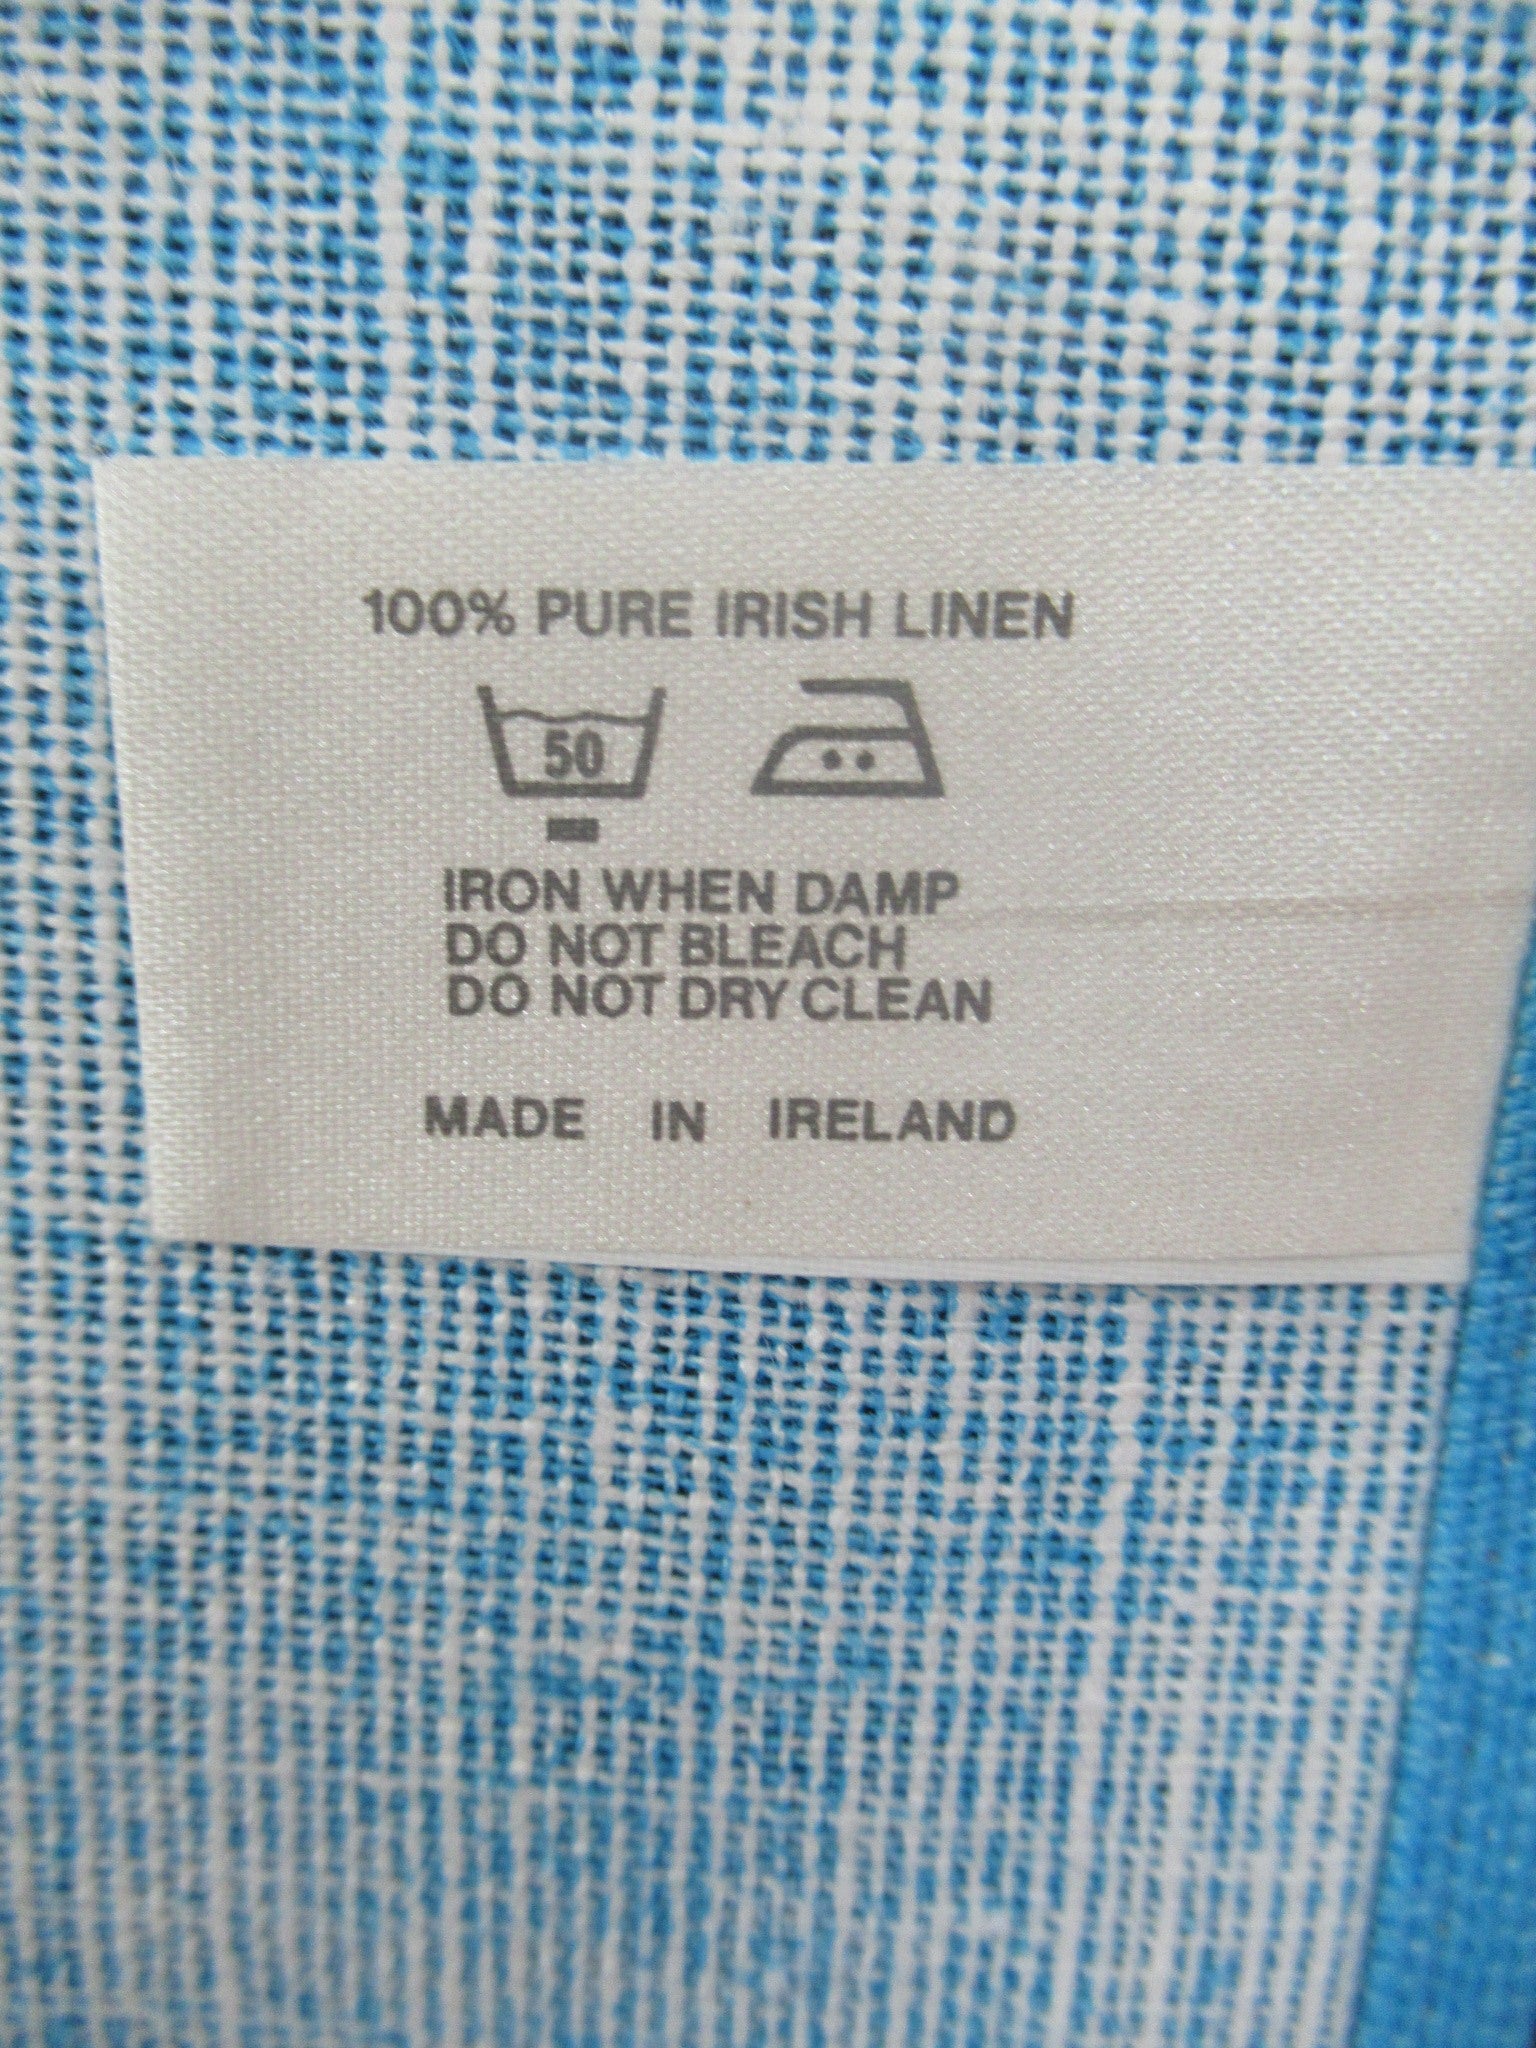 100% PURE IRISH LINEN
50
IRON WHEN DAMP
DO NOT BLEACH
DO NOT DRY CLEAN
MADE IN IRELAND